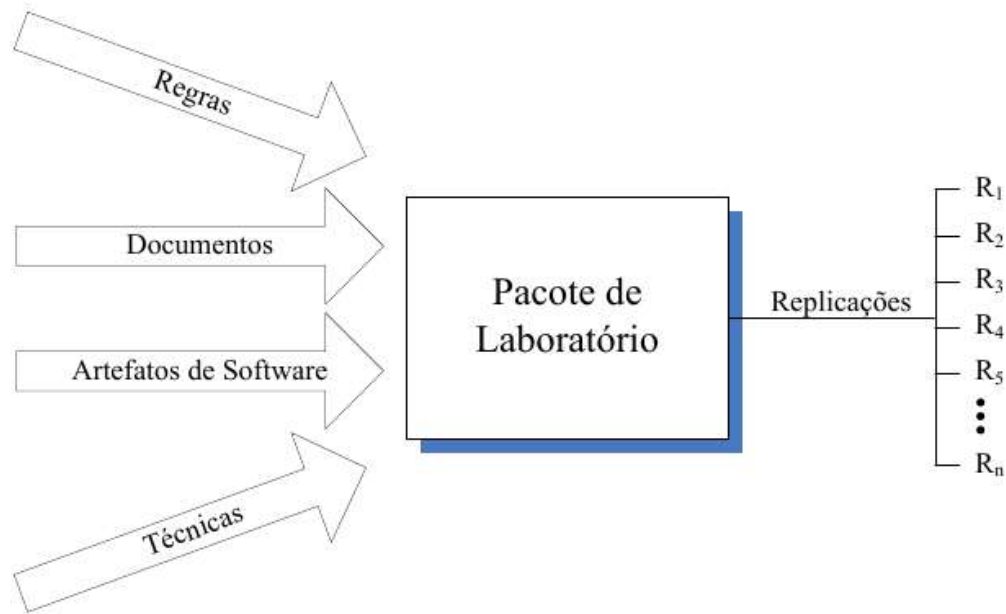 Regras
Documentos
Artefatos de Software
Técnicas
Pacote de
Laboratório
Replicações
R₁
R₂
R₃
R₄
R₅
Rₙ